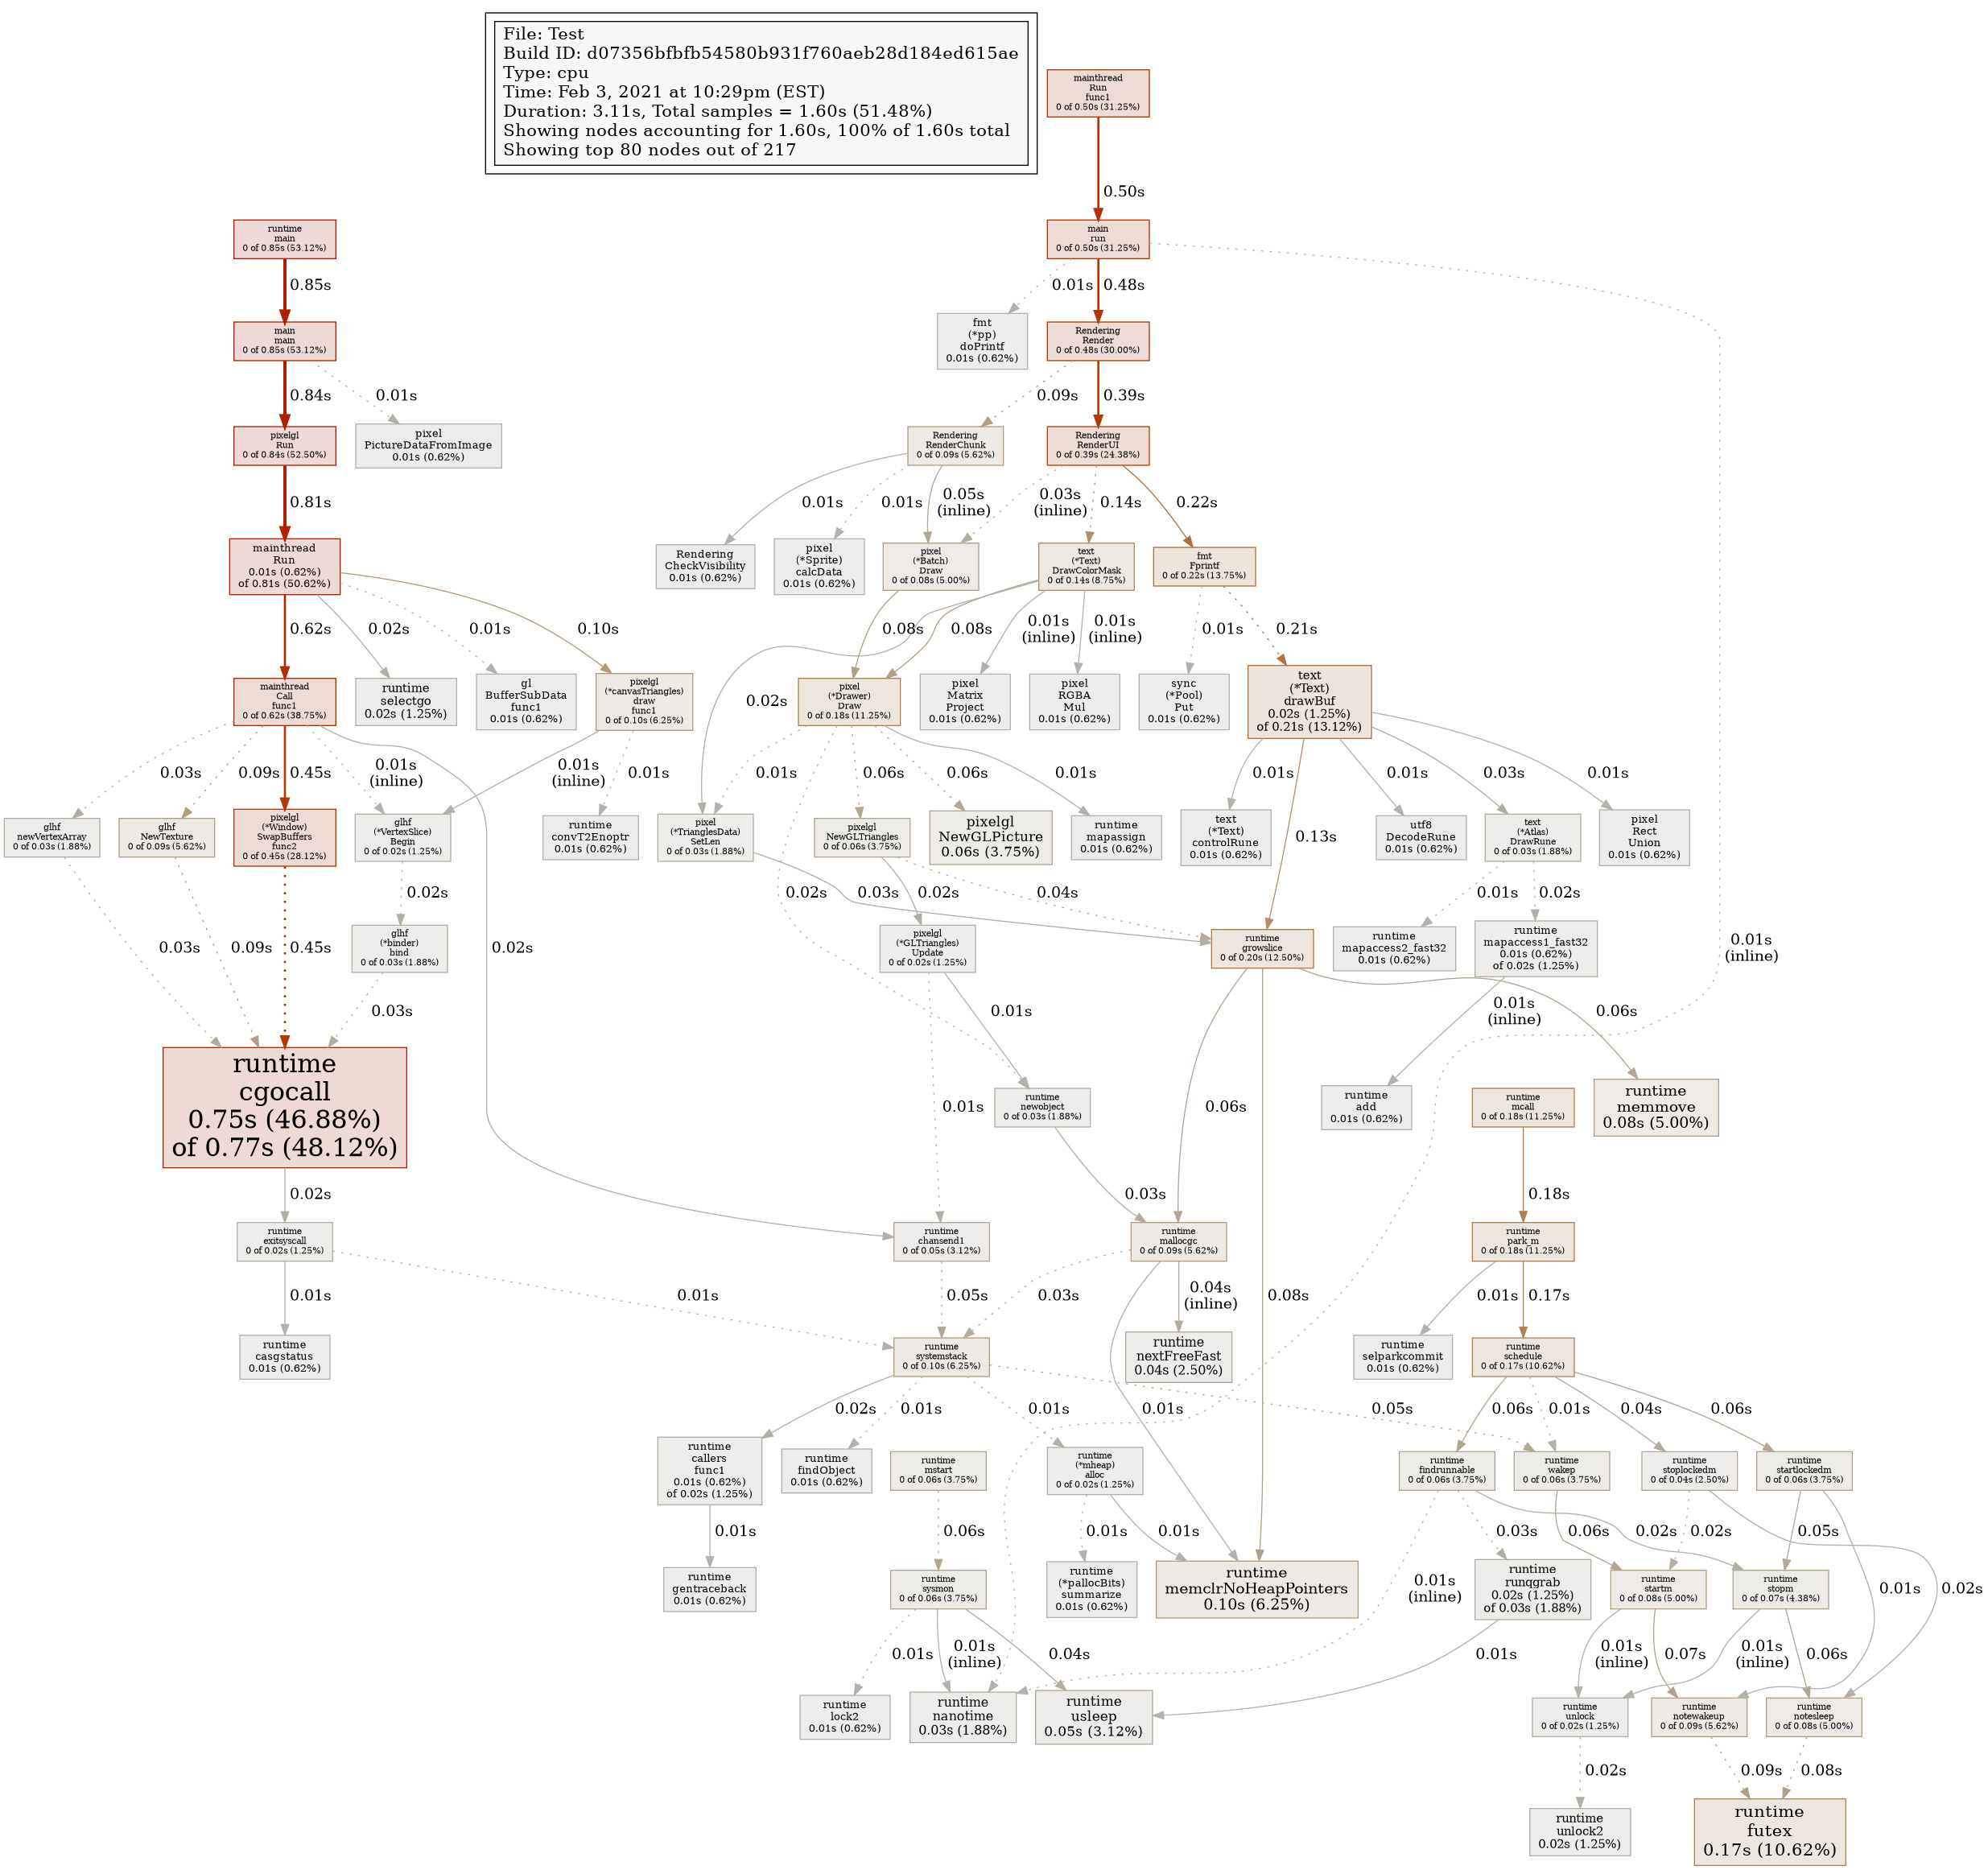 File: Test
Build ID: d07356bfbfb54580b931f760aeb28d184ed615ae
Type: cpu
Time: Feb 3, 2021 at 10:29pm (EST)
Duration: 3.11s, Total samples = 1.60s (51.48%)
Showing nodes accounting for 1.60s, 100% of 1.60s total
Showing top 80 nodes out of 217
mainthread
Run
func1
0 of 0.50s (31.25%)
0.50s
runtime
main
0 of 0.85s (53.12%)
main
run
0 of 0.50s (31.25%)
0.85s
0.01s
0.48s
main
main
0 of 0.85s (53.12%)
fmt
(*pp)
doPrintf
0.01s (0.62%)
Rendering
Render
0 of 0.48s (30.00%)
0.84s
0.01s
0.09s
0.39s
pixelgl
Run
0 of 0.84s (52.50%)
pixel
PictureDataFromImage
0.01s (0.62%)
Rendering
RenderChunk
0 of 0.09s (5.62%)
Rendering
RenderUI
0 of 0.39s (24.38%)
0.81s
0.01s
0.01s
0.05s
(inline)
0.03s
(inline)
0.14s
0.22s
mainthread
Run
0.01s (0.62%)
of 0.81s (50.62%)
Rendering
CheckVisibility
0.01s (0.62%)
pixel
(*Sprite)
calcData
0.01s (0.62%)
pixel
(*Batch)
Draw
0 of 0.08s (5.00%)
text
(*Text)
DrawColorMask
0 of 0.14s (8.75%)
fmt
Fprintf
0 of 0.22s (13.75%)
0.62s
0.02s
0.01s
0.10s
0.08s
0.08s
0.01s
(inline)
0.01s
(inline)
0.01s
0.21s
0.02s
mainthread
Call
func1
0 of 0.62s (38.75%)
runtime
selectgo
0.02s (1.25%)
gl
BufferSubData
func1
0.01s (0.62%)
pixelgl
(*canvasTriangles)
draw
func1
0 of 0.10s (6.25%)
pixel
(*Drawer)
Draw
0 of 0.18s (11.25%)
pixel
Matrix
Project
0.01s (0.62%)
pixel
RGBA
Mul
0.01s (0.62%)
sync
(*Pool)
Put
0.01s (0.62%)
text
(*Text)
drawBuf
0.02s (1.25%)
of 0.21s (13.12%)
0.03s
0.09s
0.45s
0.01s
(inline)
0.01s
(inline)
0.01s
0.01s
0.06s
0.06s
0.01s
0.01s
0.13s
0.01s
0.03s
0.01s
glhf
newVertexArray
0 of 0.03s (1.88%)
glhf
NewTexture
0 of 0.09s (5.62%)
pixelgl
(*Window)
SwapBuffers
func2
0 of 0.45s (28.12%)
glhf
(*VertexSlice)
Begin
0 of 0.02s (1.25%)
runtime
convT2Enoptr
0.01s (0.62%)
pixel
(*TrianglesData)
SetLen
0 of 0.03s (1.88%)
pixelgl
NewGLTriangles
0 of 0.06s (3.75%)
pixelgl
NewGLPicture
0.06s (3.75%)
runtime
mapassign
0.01s (0.62%)
text
(*Text)
controlRune
0.01s (0.62%)
utf8
DecodeRune
0.01s (0.62%)
text
(*Atlas)
DrawRune
0 of 0.03s (1.88%)
pixel
Rect
Union
0.01s (0.62%)
0.02s
0.02s
0.03s
0.02s
0.04s
0.01s
0.02s
0.03s
0.09s
0.45s
0.02s
0.01s
(inline)
glhf
(*binder)
bind
0 of 0.03s (1.88%)
pixelgl
(*GLTriangles)
Update
0 of 0.02s (1.25%)
runtime
growslice
0 of 0.20s (12.50%)
runtime
mapaccess2_fast32
0.01s (0.62%)
runtime
mapaccess1_fast32
0.01s (0.62%)
of 0.02s (1.25%)
0.03s
0.01s
0.01s
(inline)
0.06s
runtime
cgocall
0.75s (46.88%)
of 0.77s (48.12%)
0.01s
runtime
newobject
0 of 0.03s (1.88%)
0.06s
runtime
add
0.01s (0.62%)
runtime
mcall
0 of 0.18s (11.25%)
runtime
memmove
0.08s (5.00%)
0.02s
0.03s
0.18s
runtime
exitsyscall
0 of 0.02s (1.25%)
runtime
chansend1
0 of 0.05s (3.12%)
runtime
mallocgc
0 of 0.09s (5.62%)
runtime
park_m
0 of 0.18s (11.25%)
0.01s
0.01s
0.05s
0.03s
0.04s
(inline)
0.08s
0.01s
0.17s
runtime
casgstatus
0.01s (0.62%)
runtime
systemstack
0 of 0.10s (6.25%)
runtime
nextFreeFast
0.04s (2.50%)
runtime
selparkcommit
0.01s (0.62%)
runtime
schedule
0 of 0.17s (10.62%)
0.02s
0.01s
0.01s
0.01s
0.05s
0.06s
0.01s
0.04s
0.06s
runtime
callers
func1
0.01s (0.62%)
of 0.02s (1.25%)
runtime
findObject
0.01s (0.62%)
runtime
mstart
0 of 0.06s (3.75%)
runtime
(*mheap)
alloc
0 of 0.02s (1.25%)
runtime
findrunnable
0 of 0.06s (3.75%)
runtime
wakep
0 of 0.06s (3.75%)
runtime
stoplockedm
0 of 0.04s (2.50%)
runtime
startlockedm
0 of 0.06s (3.75%)
0.01s
0.06s
0.01s
0.01s
0.03s
0.06s
0.02s
0.02s
0.05s
runtime
gentraceback
0.01s (0.62%)
runtime
sysmon
0 of 0.06s (3.75%)
runtime
(*pallocBits)
summarize
0.01s (0.62%)
runtime
memclrNoHeapPointers
0.10s (6.25%)
0.01s
(inline)
runtime
runqgrab
0.02s (1.25%)
of 0.03s (1.88%)
runtime
startm
0 of 0.08s (5.00%)
runtime
stopm
0 of 0.07s (4.38%)
0.01s
0.02s
0.01s
0.01s
(inline)
0.04s
0.01s
0.01s
(inline)
0.07s
0.01s
(inline)
0.06s
runtime
lock2
0.01s (0.62%)
runtime
nanotime
0.03s (1.88%)
runtime
usleep
0.05s (3.12%)
runtime
unlock
0 of 0.02s (1.25%)
runtime
notewakeup
0 of 0.09s (5.62%)
runtime
notesleep
0 of 0.08s (5.00%)
0.02s
0.09s
0.08s
runtime
unlock2
0.02s (1.25%)
runtime
futex
0.17s (10.62%)